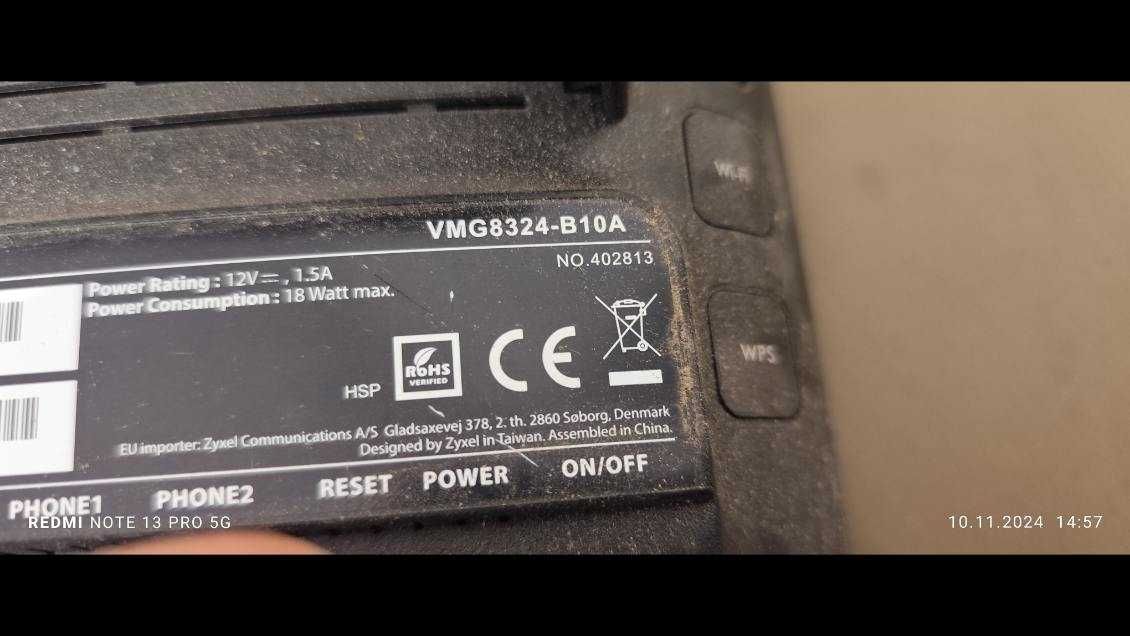 Wi-Fi
VMG8324-B10A
NO.402813
Power Rating : 12V⎓, 1.5A
Power Consumption : 18 Watt max.
WPS
RoHS
VERIFIED
CE
HSP
EU importer: Zyxel Communications A/S Gladsaxevej 378, 2. th. 2860 Søborg, Denmark
Designed by Zyxel in Taiwan. Assembled in China.
PHONE1 PHONE2 RESET POWER ON/OFF
REDMI NOTE 13 PRO 5G
10.11.2024 14:57